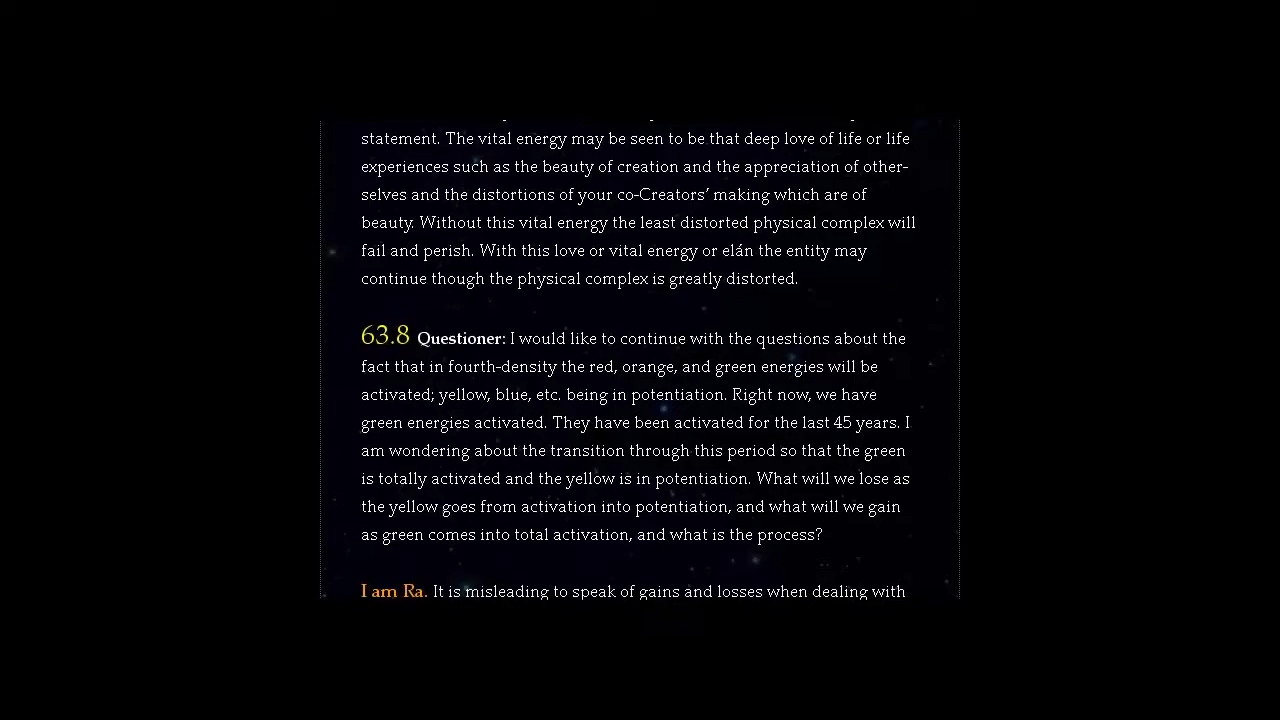 statement. The vital energy may be seen to be that deep love of life or life
experiences such as the beauty of creation and the appreciation of other-
selves and the distortions of your co-Creators’ making which are of
beauty. Without this vital energy the least distorted physical complex will
fail and perish. With this love or vital energy or elán the entity may
continue though the physical complex is greatly distorted.
63.8 Questioner: I would like to continue with the questions about the
fact that in fourth-density the red, orange, and green energies will be
activated; yellow, blue, etc. being in potentiation. Right now, we have
green energies activated. They have been activated for the last 45 years. I
am wondering about the transition through this period so that the green
is totally activated and the yellow is in potentiation. What will we lose as
the yellow goes from activation into potentiation, and what will we gain
as green comes into total activation, and what is the process?
I am Ra. It is misleading to speak of gains and losses when dealing with